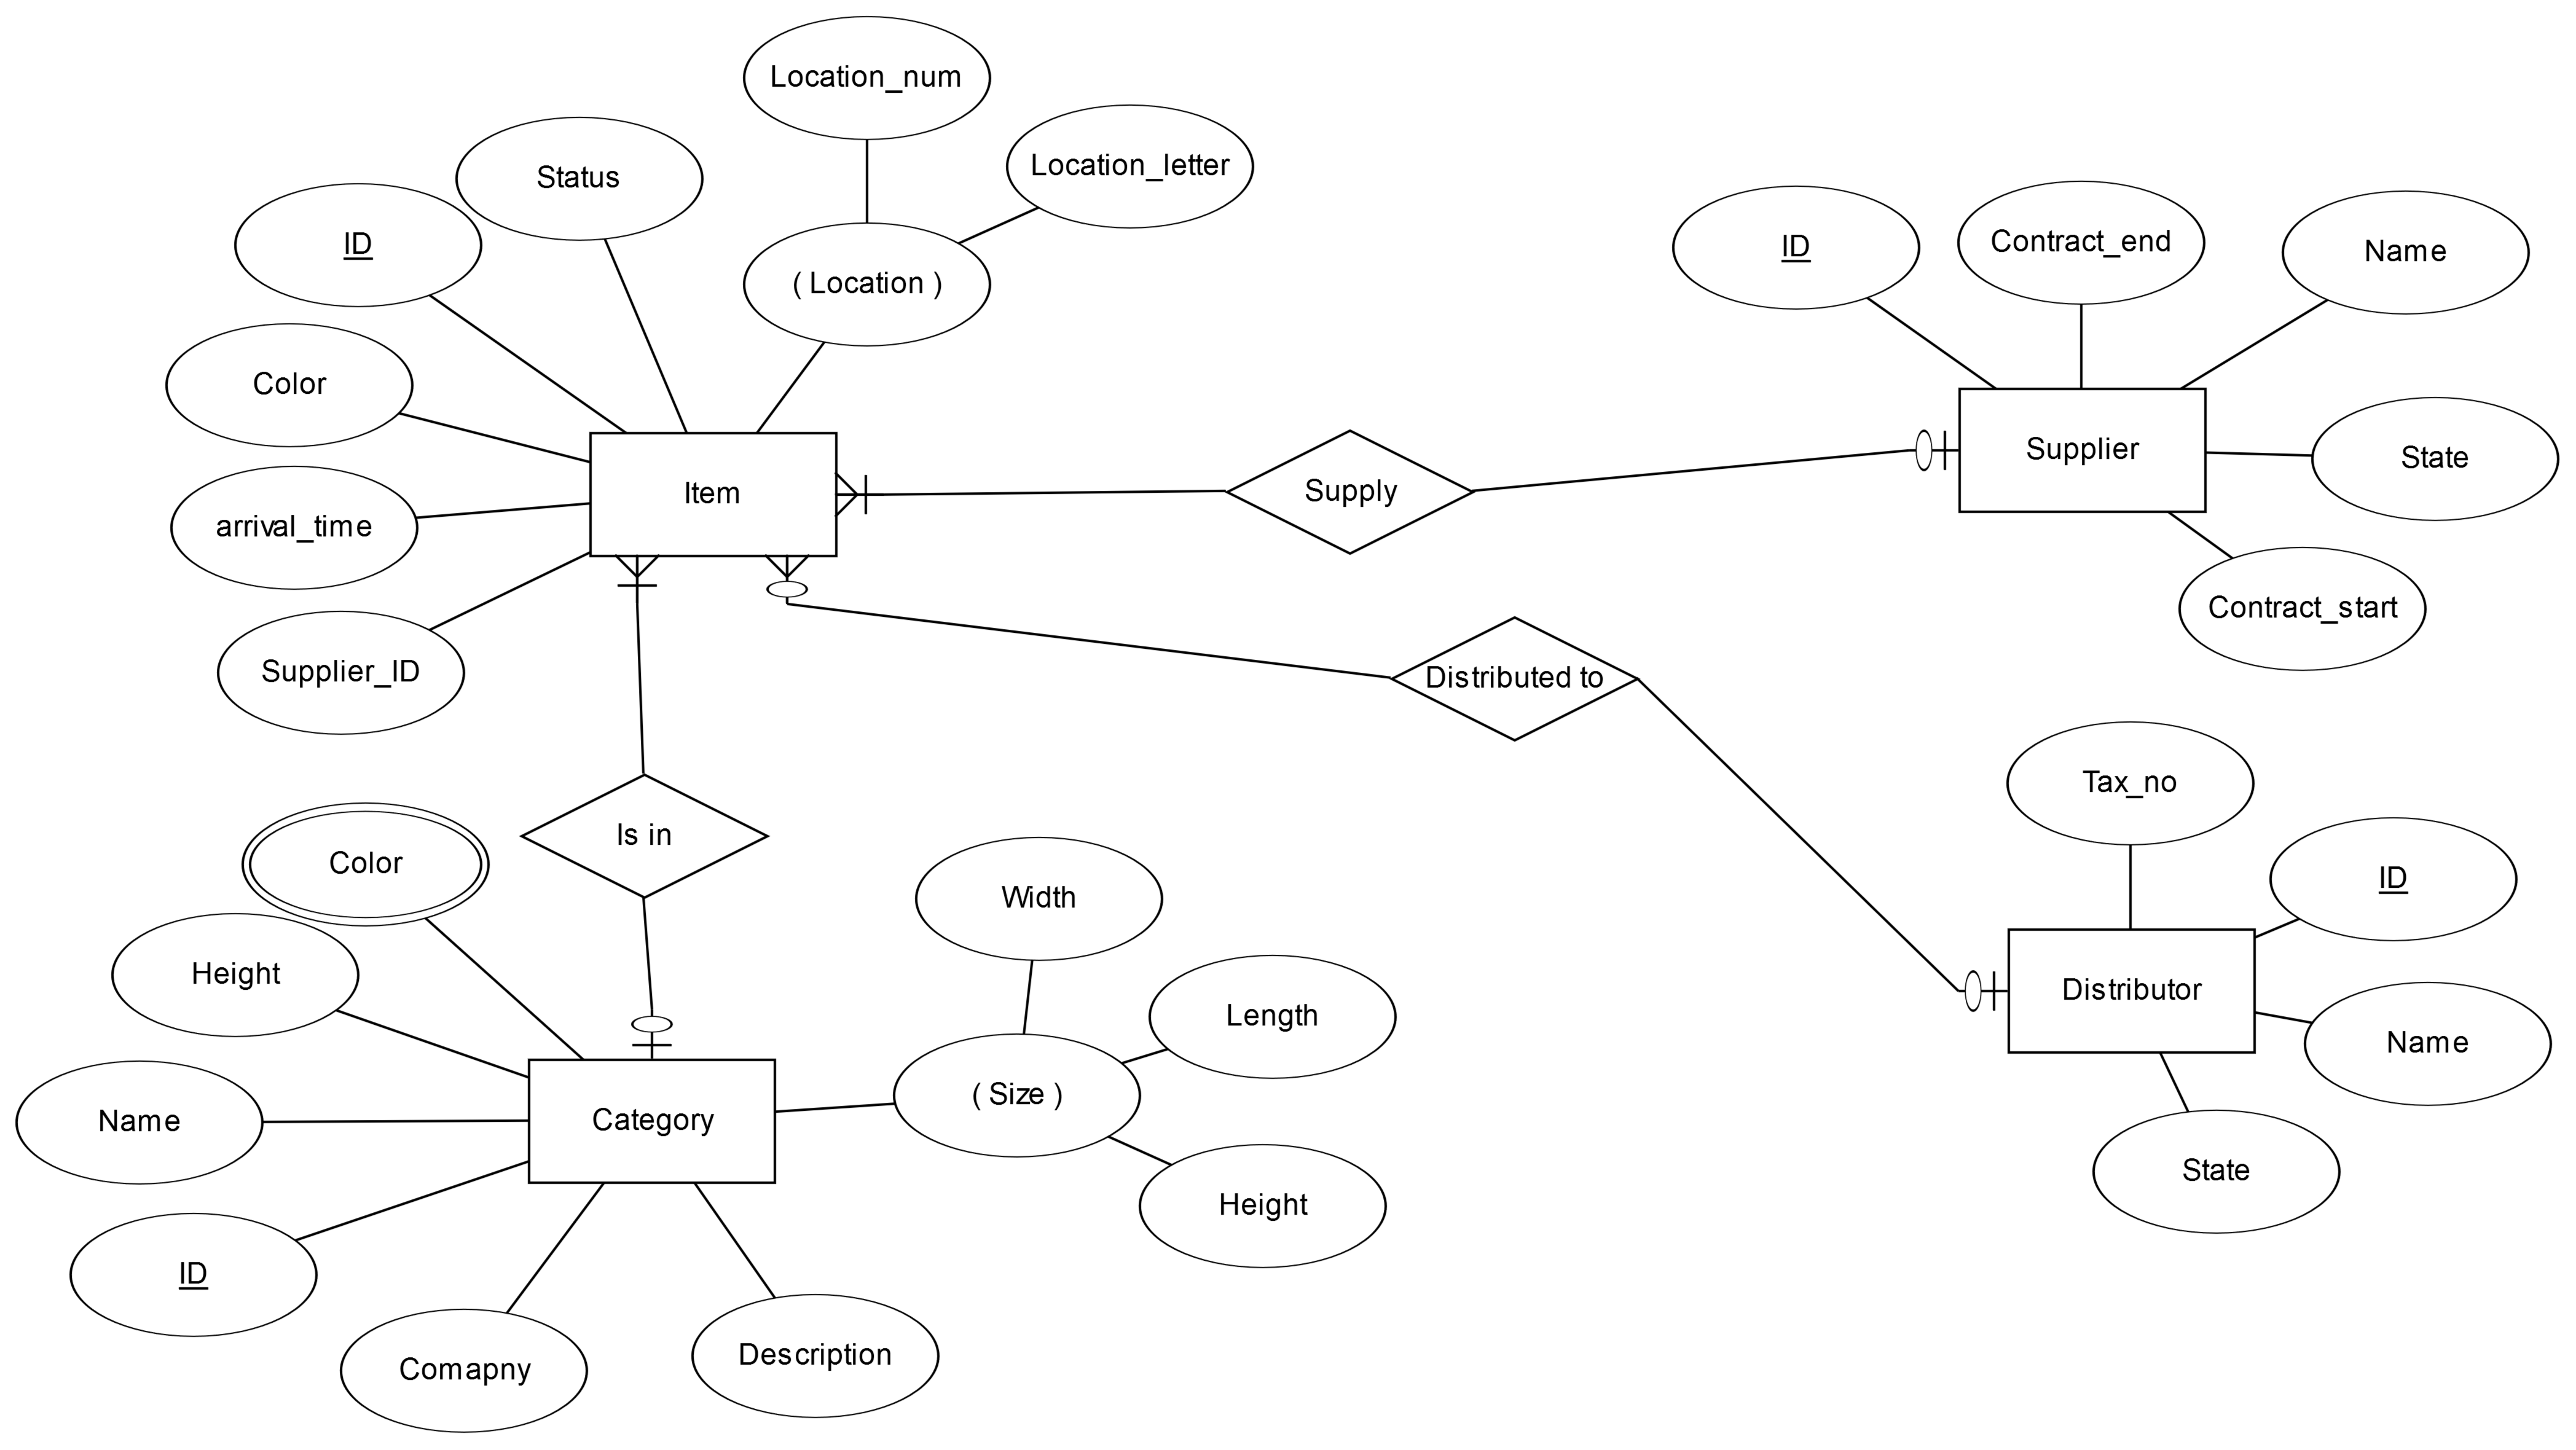 Location_num
Location_letter
Status
ID
( Location )
Color
arrival_time
Item
Supplier_ID
Supply
ID
Contract_end
Name
Supplier
State
Contract_start
Distributed to
Is in
Tax_no
ID
Distributor
Name
State
Color
Height
Name
Category
ID
Comapny
Description
Width
Length
( Size )
Height